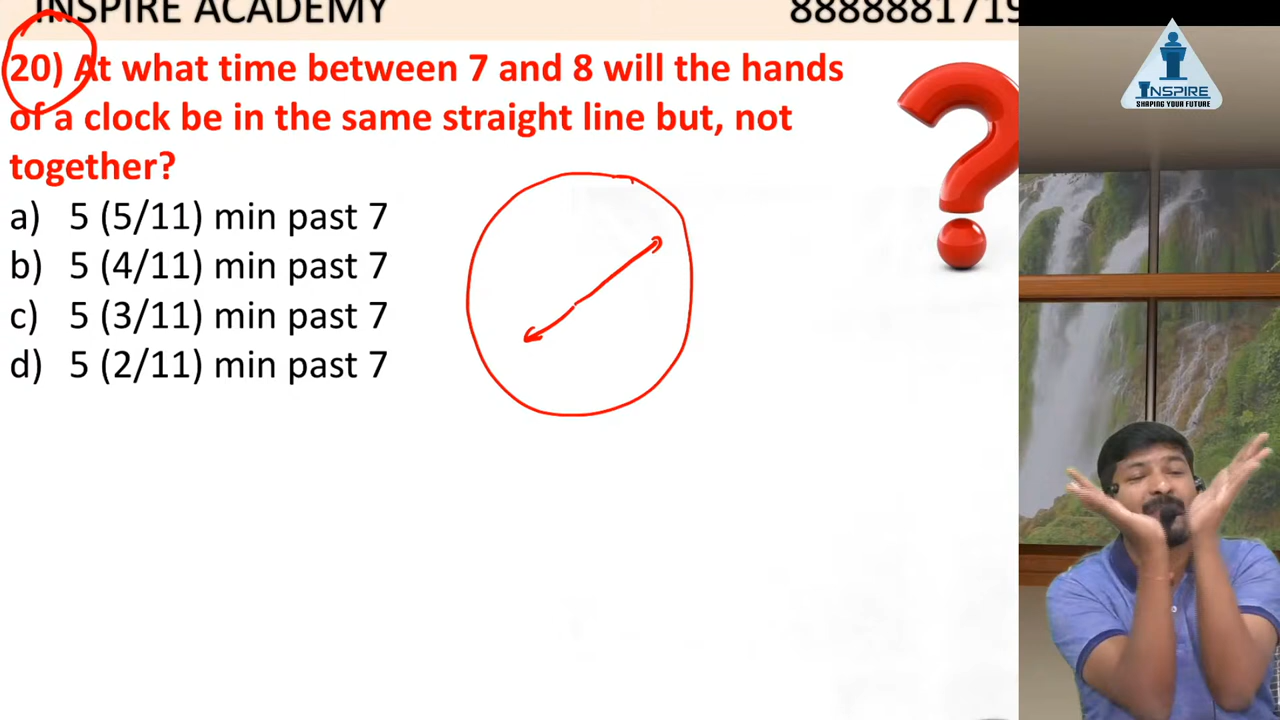 INSPIRE ACADEMY 8888881719
20) At what time between 7 and 8 will the hands
of a clock be in the same straight line but, not
together?
a) 5 (5/11) min past 7
b) 5 (4/11) min past 7
c) 5 (3/11) min past 7
d) 5 (2/11) min past 7
INSPIRE
SHAPING YOUR FUTURE